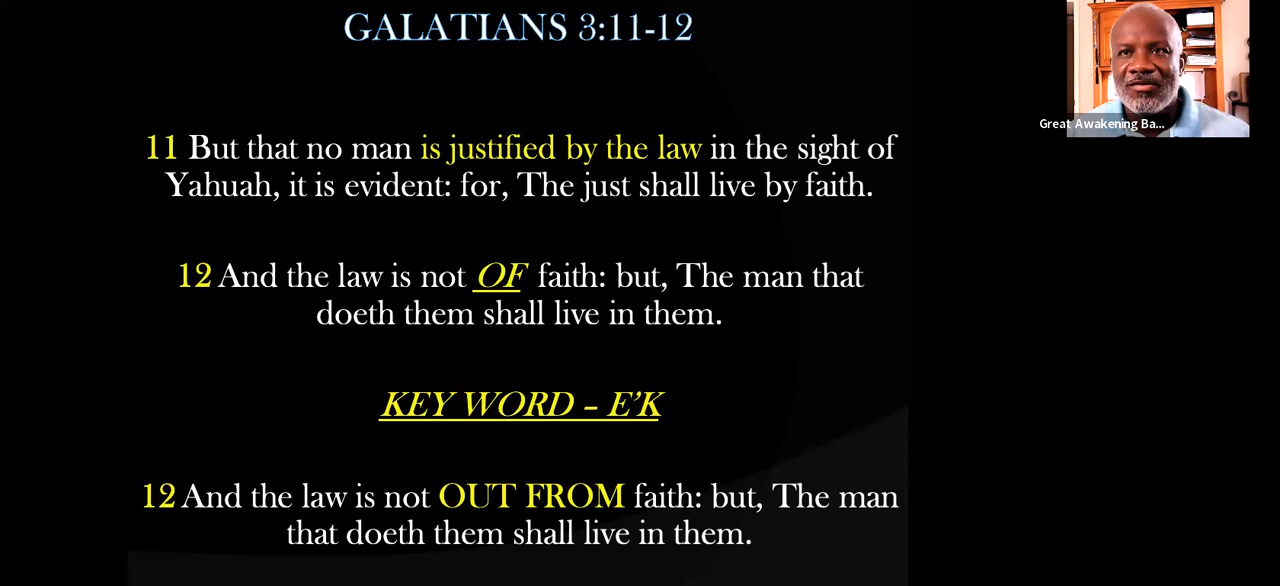 GALATIANS 3:11-12
Great Awakening Ba...
11 But that no man is justified by the law in the sight of
Yahuah, it is evident: for, The just shall live by faith.
12 And the law is not OF faith: but, The man that
doeth them shall live in them.
KEY WORD – E’K
12 And the law is not OUT FROM faith: but, The man
that doeth them shall live in them.